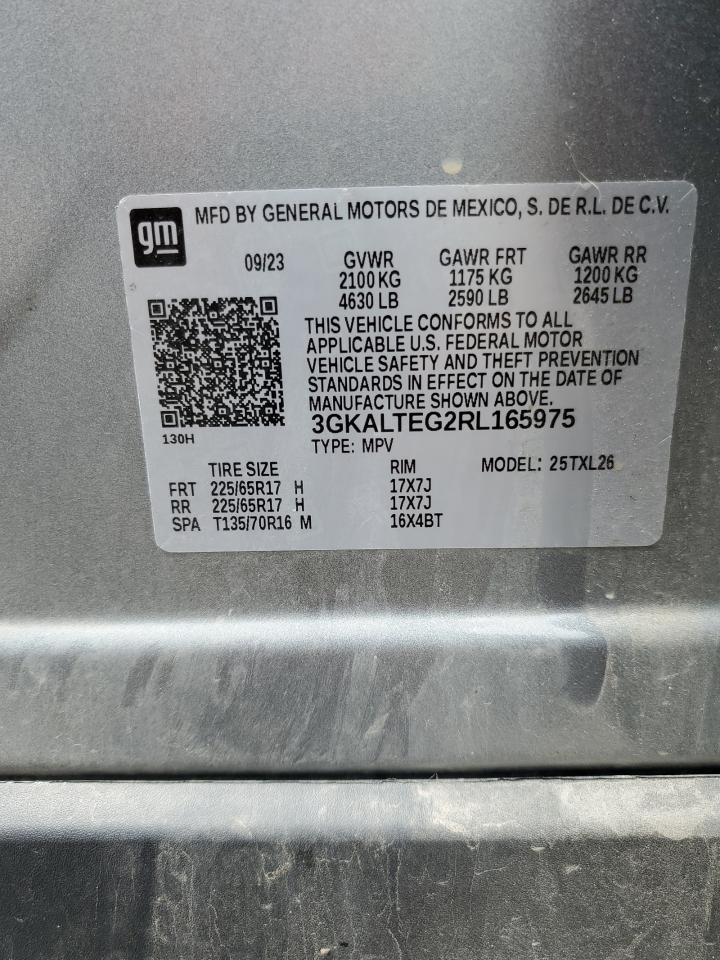 gm
MFD BY GENERAL MOTORS DE MEXICO, S. DE R.L. DE C.V.
09/23 GVWR GAWR FRT GAWR RR
2100 KG 1175 KG 1200 KG
4630 LB 2590 LB 2645 LB
THIS VEHICLE CONFORMS TO ALL
APPLICABLE U.S. FEDERAL MOTOR
VEHICLE SAFETY AND THEFT PREVENTION
STANDARDS IN EFFECT ON THE DATE OF
MANUFACTURE SHOWN ABOVE.
3GKALTEG2RL165975
130H
TYPE: MPV
TIRE SIZE RIM MODEL: 25TXL26
FRT 225/65R17 H 17X7J
RR 225/65R17 H 17X7J
SPA T135/70R16 M 16X4BT